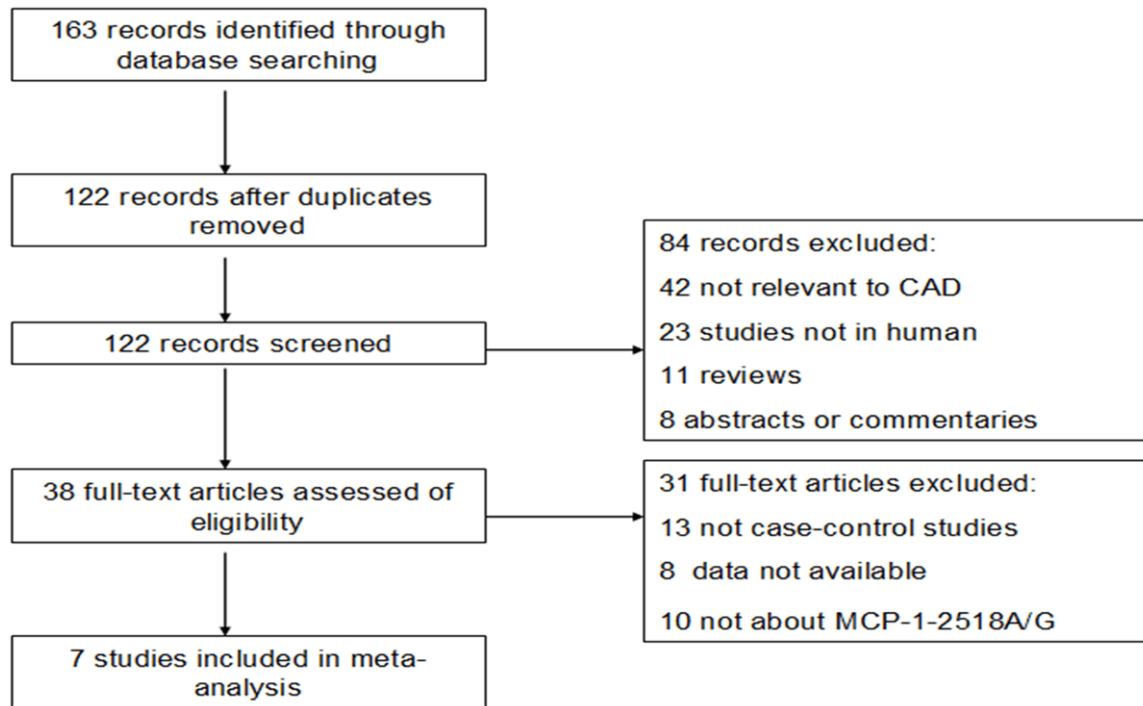 163 records identified through
database searching
122 records after duplicates
removed
122 records screened
84 records excluded:
42 not relevant to CAD
23 studies not in human
11 reviews
8 abstracts or commentaries
38 full-text articles assessed of
eligibility
31 full-text articles excluded:
13 not case-control studies
8 data not available
10 not about MCP-1-2518A/G
7 studies included in meta-
analysis